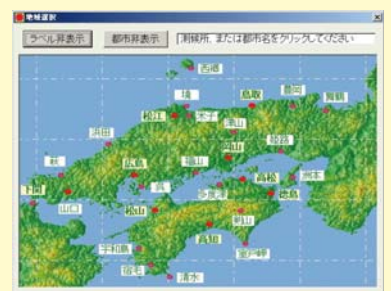 地域選択
ラベル非表示
都市非表示
測候所、または都市名をクリックしてください
西郷
境
鳥取
豊岡
舞鶴
松江
米子
津山
浜田
岡山
姫路
萩
広島
福山
下関
呉
多度津
高松
洲本
徳島
山口
松山
剣山
高知
宇和島
室戸岬
宿毛
清水